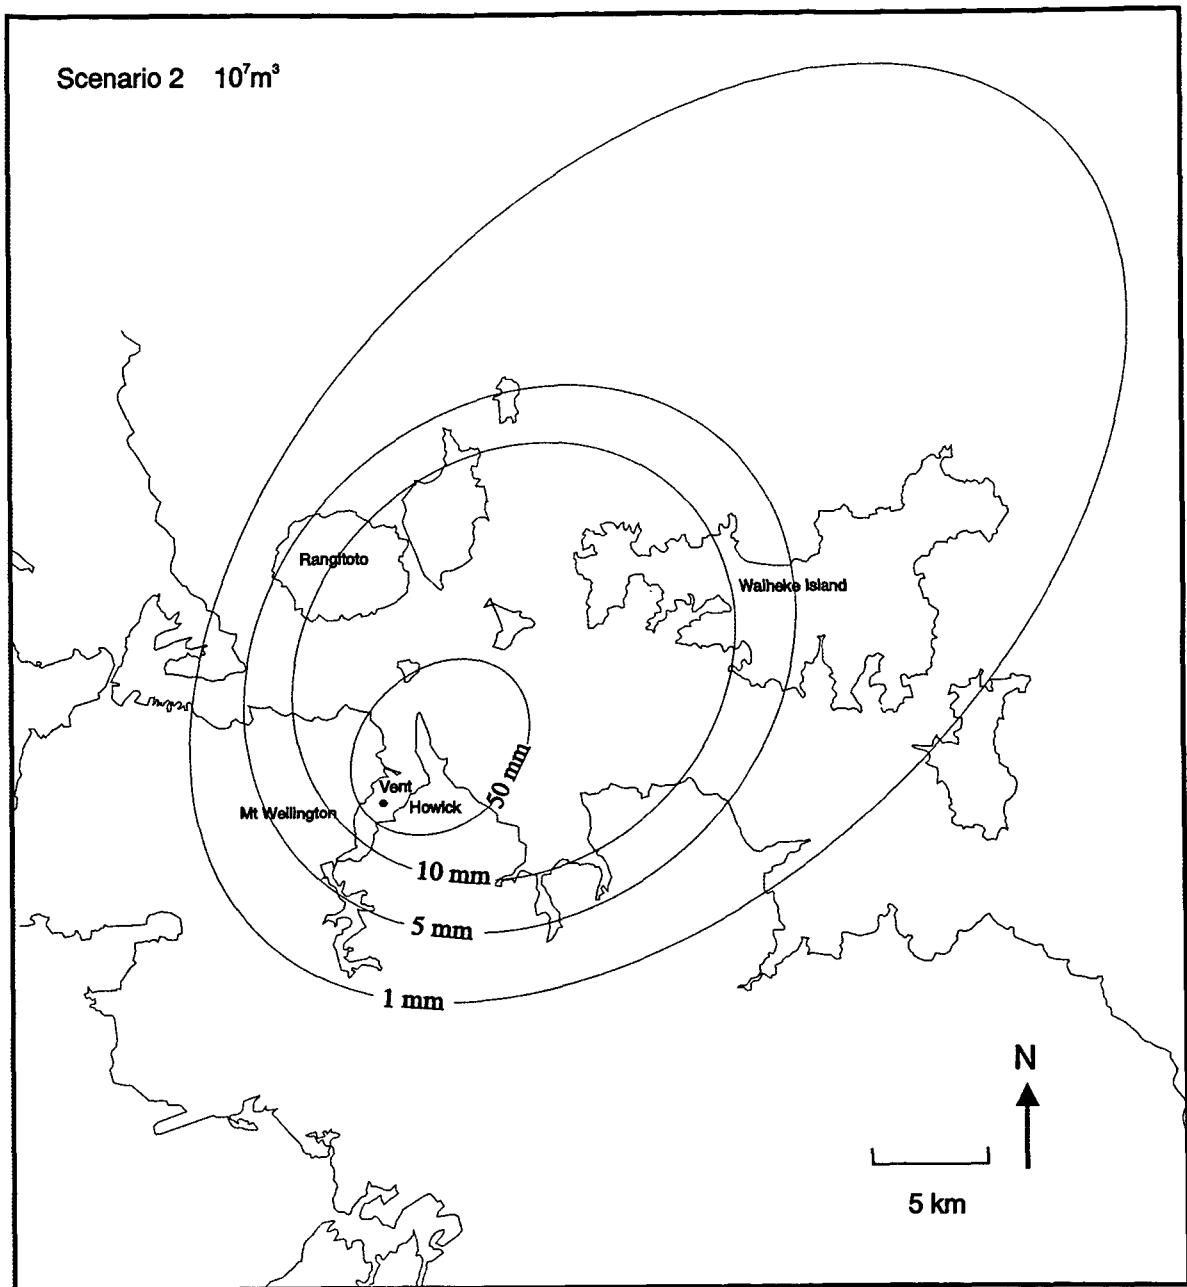 Scenario 2 10⁷m³
Rangitoto
Waiheke Island
Vent
Howick
50 mm
Mt Wellington
10 mm
5 mm
1 mm
N
5 km